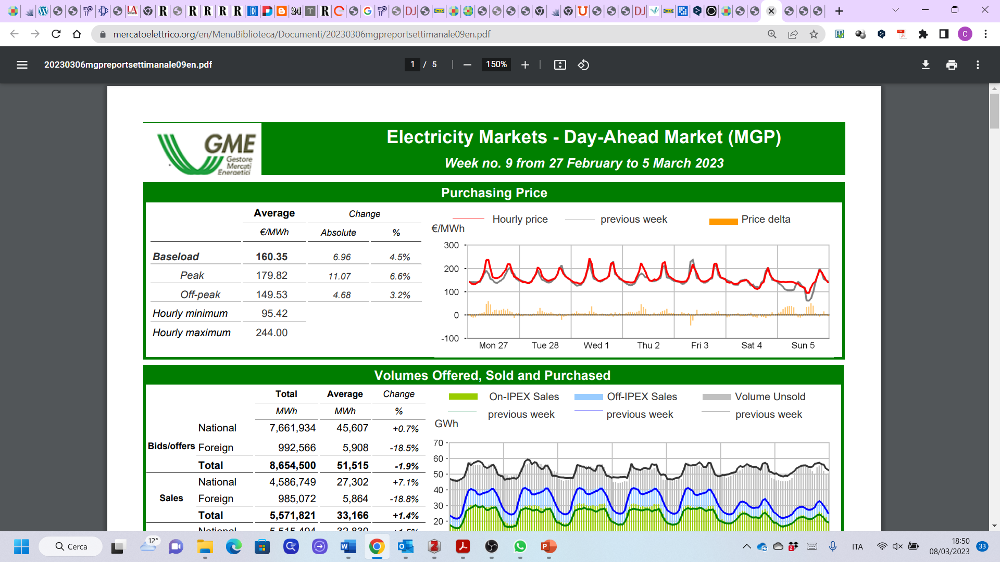 mercatoelettrico.org/en/MenuBiblioteca/Documenti/20230306mgpreportsettimanale09en.pdf
20230306mgpreportsettimanale09en.pdf
1 / 5
150%
GME
Gestore
Mercati
Energetici
Electricity Markets - Day-Ahead Market (MGP)
Week no. 9 from 27 February to 5 March 2023
Purchasing Price
Average Change
€/MWh Absolute %
Baseload 160.35 6.96 4.5%
Peak 179.82 11.07 6.6%
Off-peak 149.53 4.68 3.2%
Hourly minimum 95.42
Hourly maximum 244.00
Hourly price previous week Price delta
€/MWh
300
200
100
0
-100
Mon 27 Tue 28 Wed 1 Thu 2 Fri 3 Sat 4 Sun 5
Volumes Offered, Sold and Purchased
Total Average Change
MWh MWh %
National 7,661,934 45,607 +0.7%
Bids/offers Foreign 992,566 5,908 -18.5%
Total 8,654,500 51,515 -1.9%
National 4,586,749 27,302 +7.1%
Sales Foreign 985,072 5,864 -18.8%
Total 5,571,821 33,166 +1.4%
On-IPEX Sales Off-IPEX Sales Volume Unsold
previous week previous week previous week
GWh
70
60
50
40
30
20
12°
Cerca
ITA
18:50
08/03/2023
33